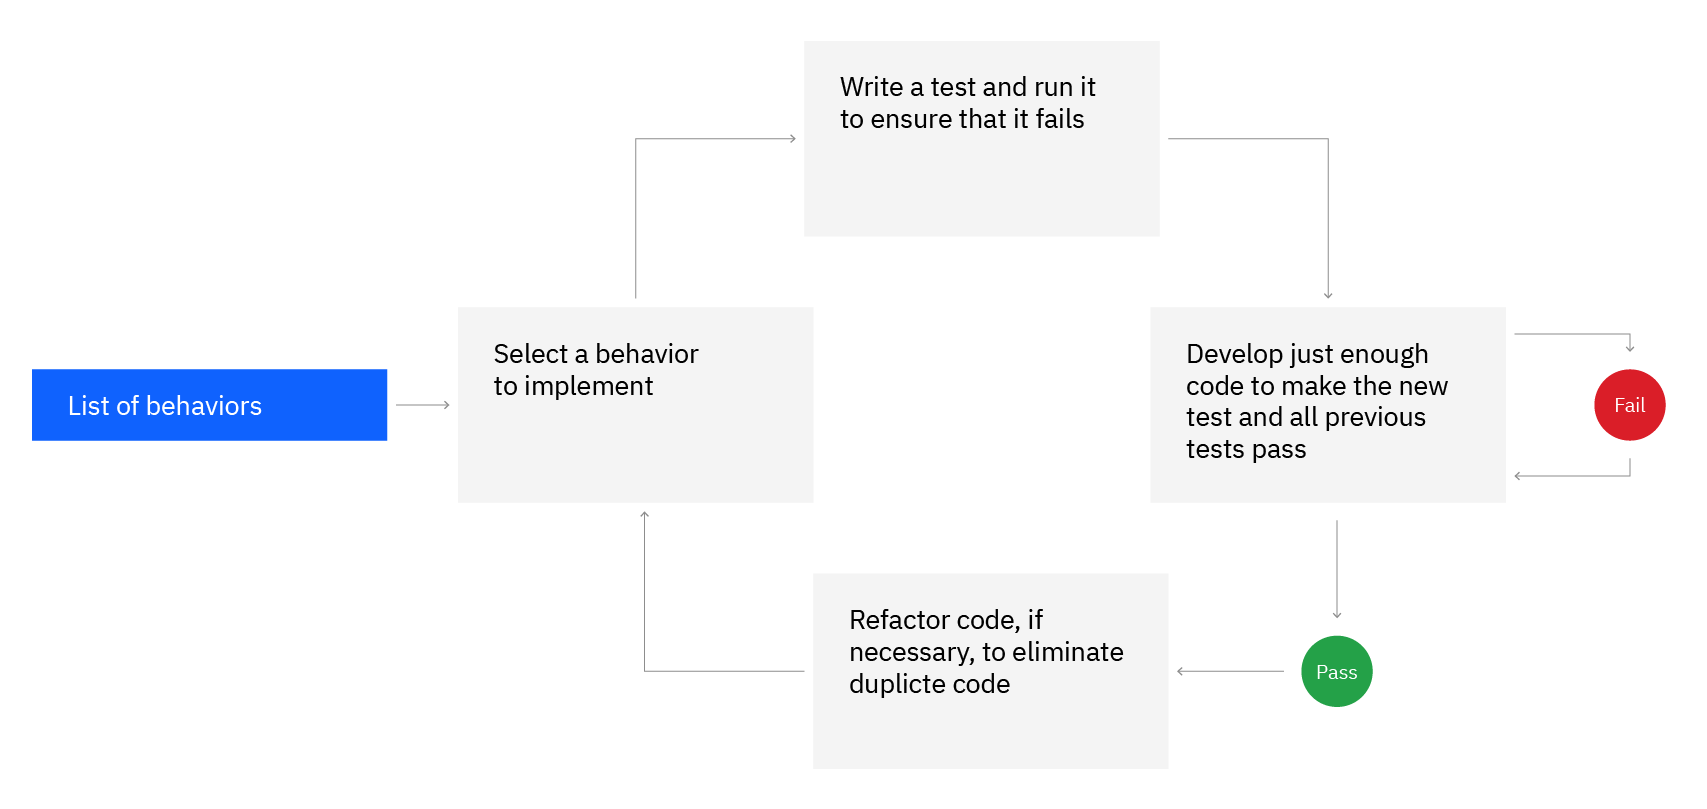 Write a test and run it
to ensure that it fails
Select a behavior
to implement
List of behaviors
Develop just enough
code to make the new
test and all previous
tests pass
Fail
Refactor code, if
necessary, to eliminate
duplicte code
Pass